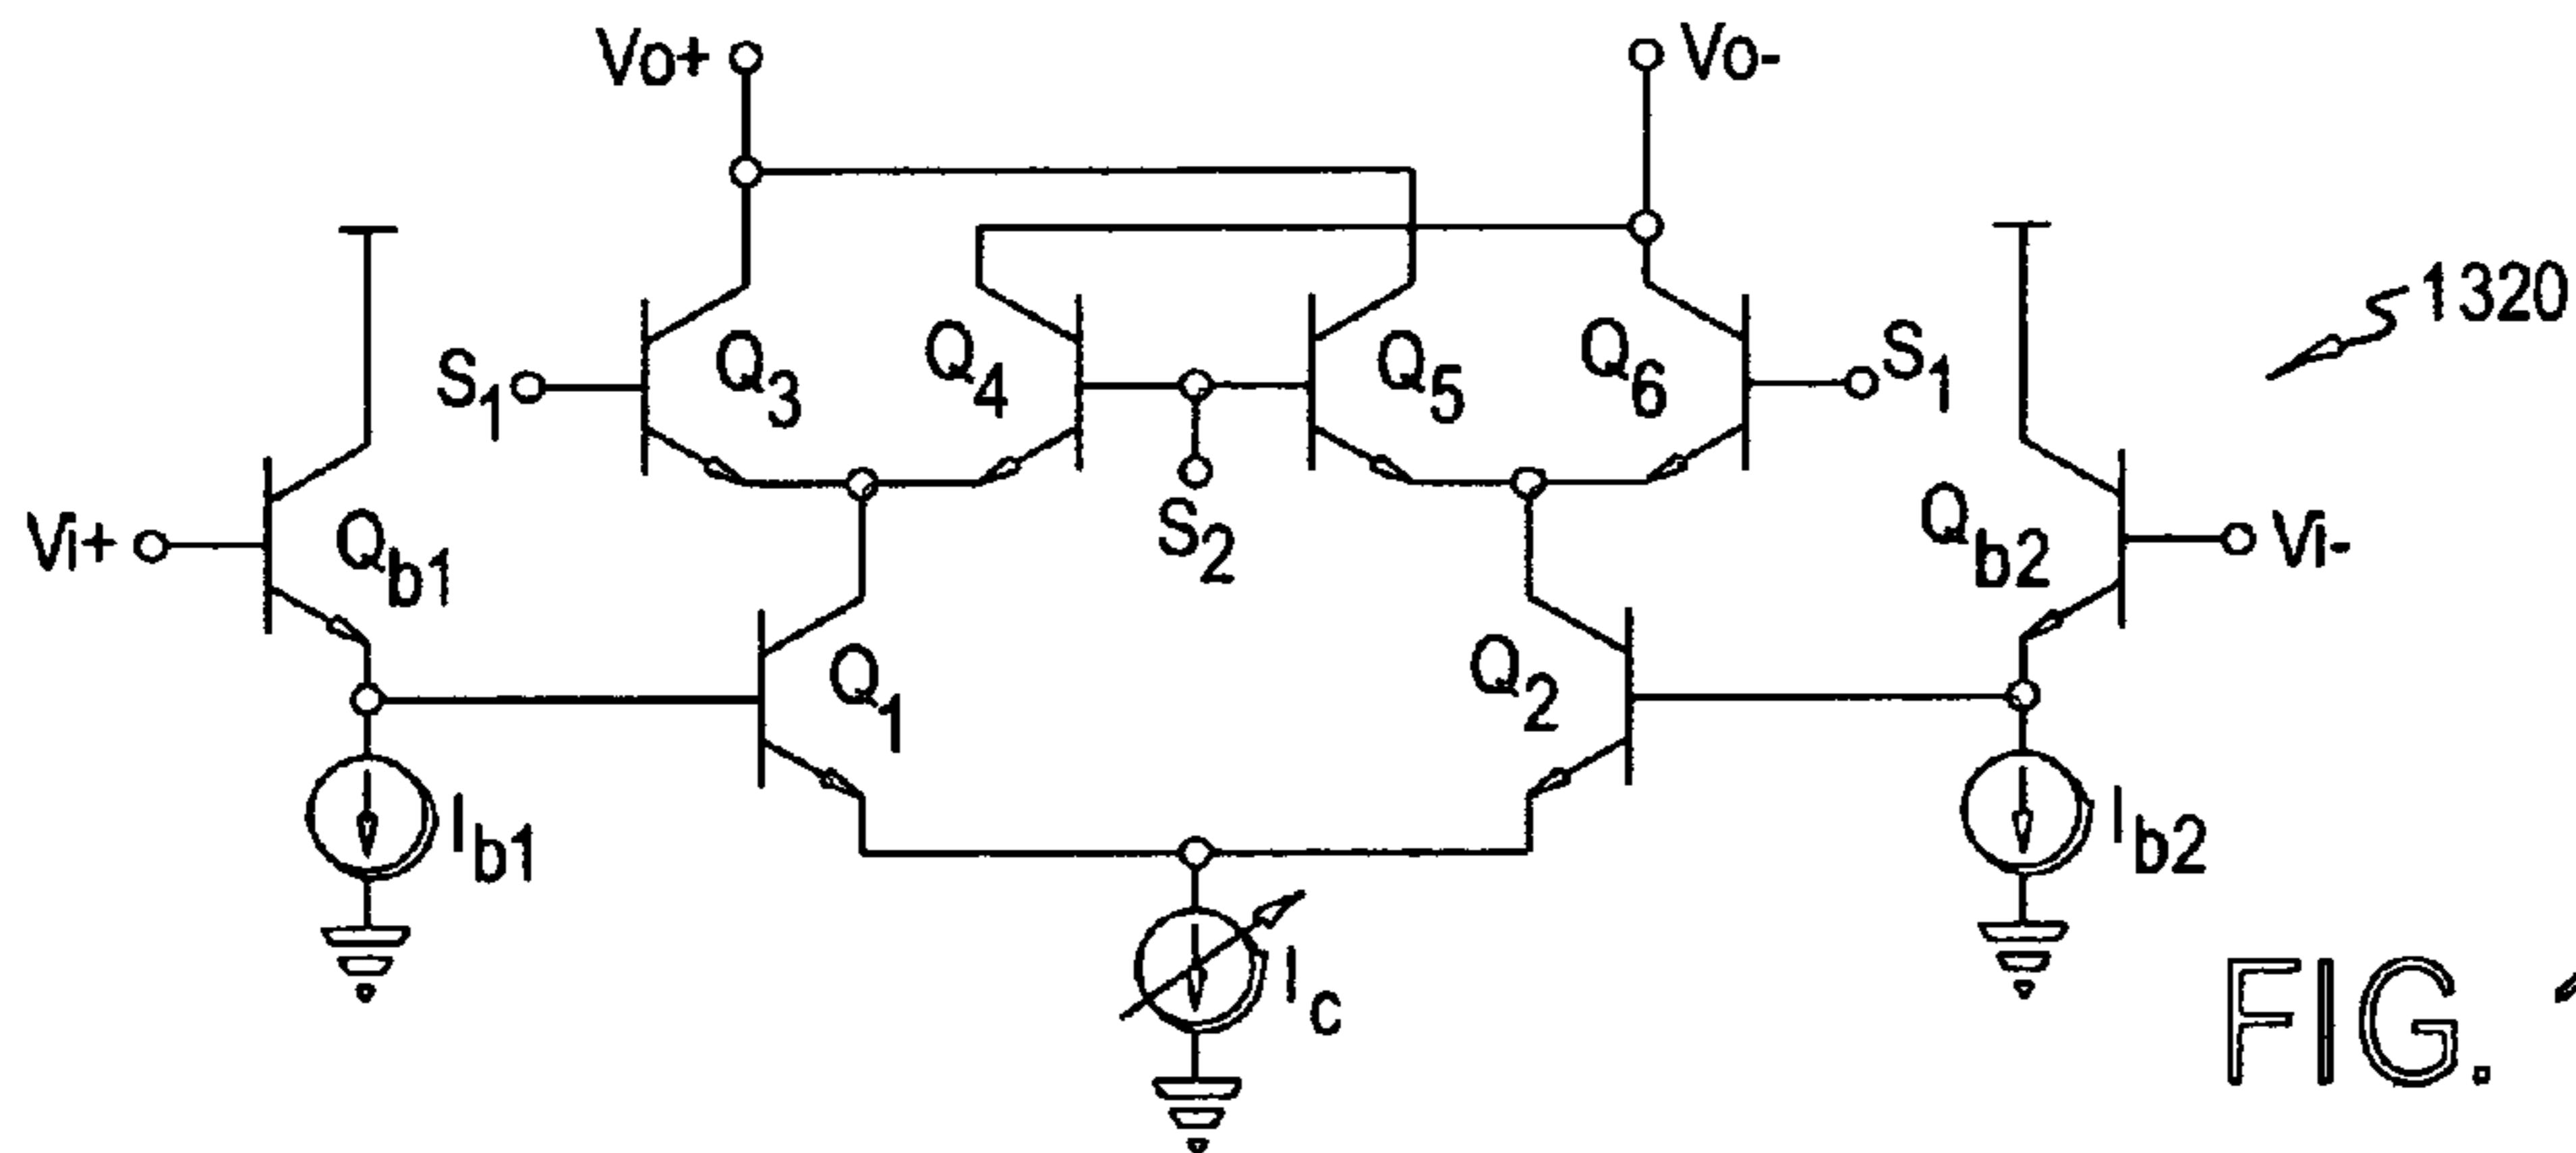 Vo+
Vo-
1320
S1
Q3
Q4
Q5
Q6
S1
S2
Vi+
Qb1
Qb2
Vi-
Q1
Q2
Ib1
Ib2
Ic
FIG.